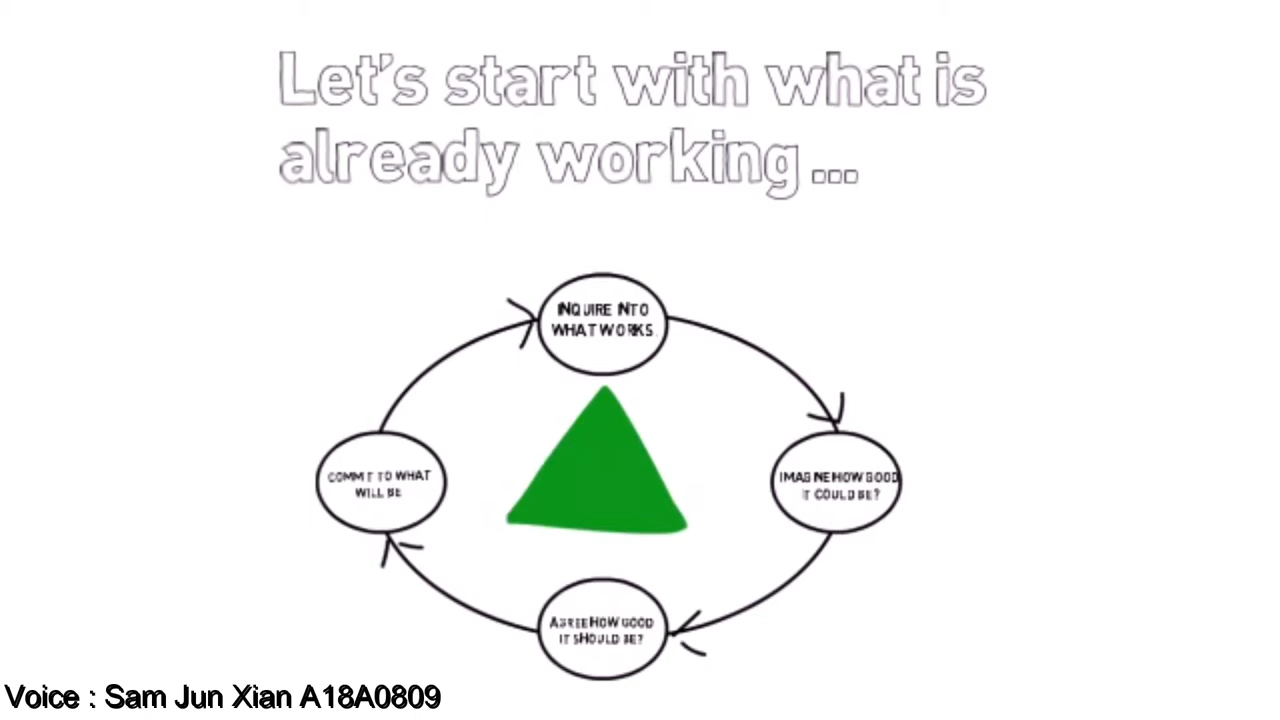 Let's start with what is
already working...
INQUIRE INTO
WHAT WORKS
COMMIT TO WHAT
WILL BE
IMAGINE HOW GOOD
IT COULD BE?
AGREE HOW GOOD
IT SHOULD BE?
Voice : Sam Jun Xian A18A0809